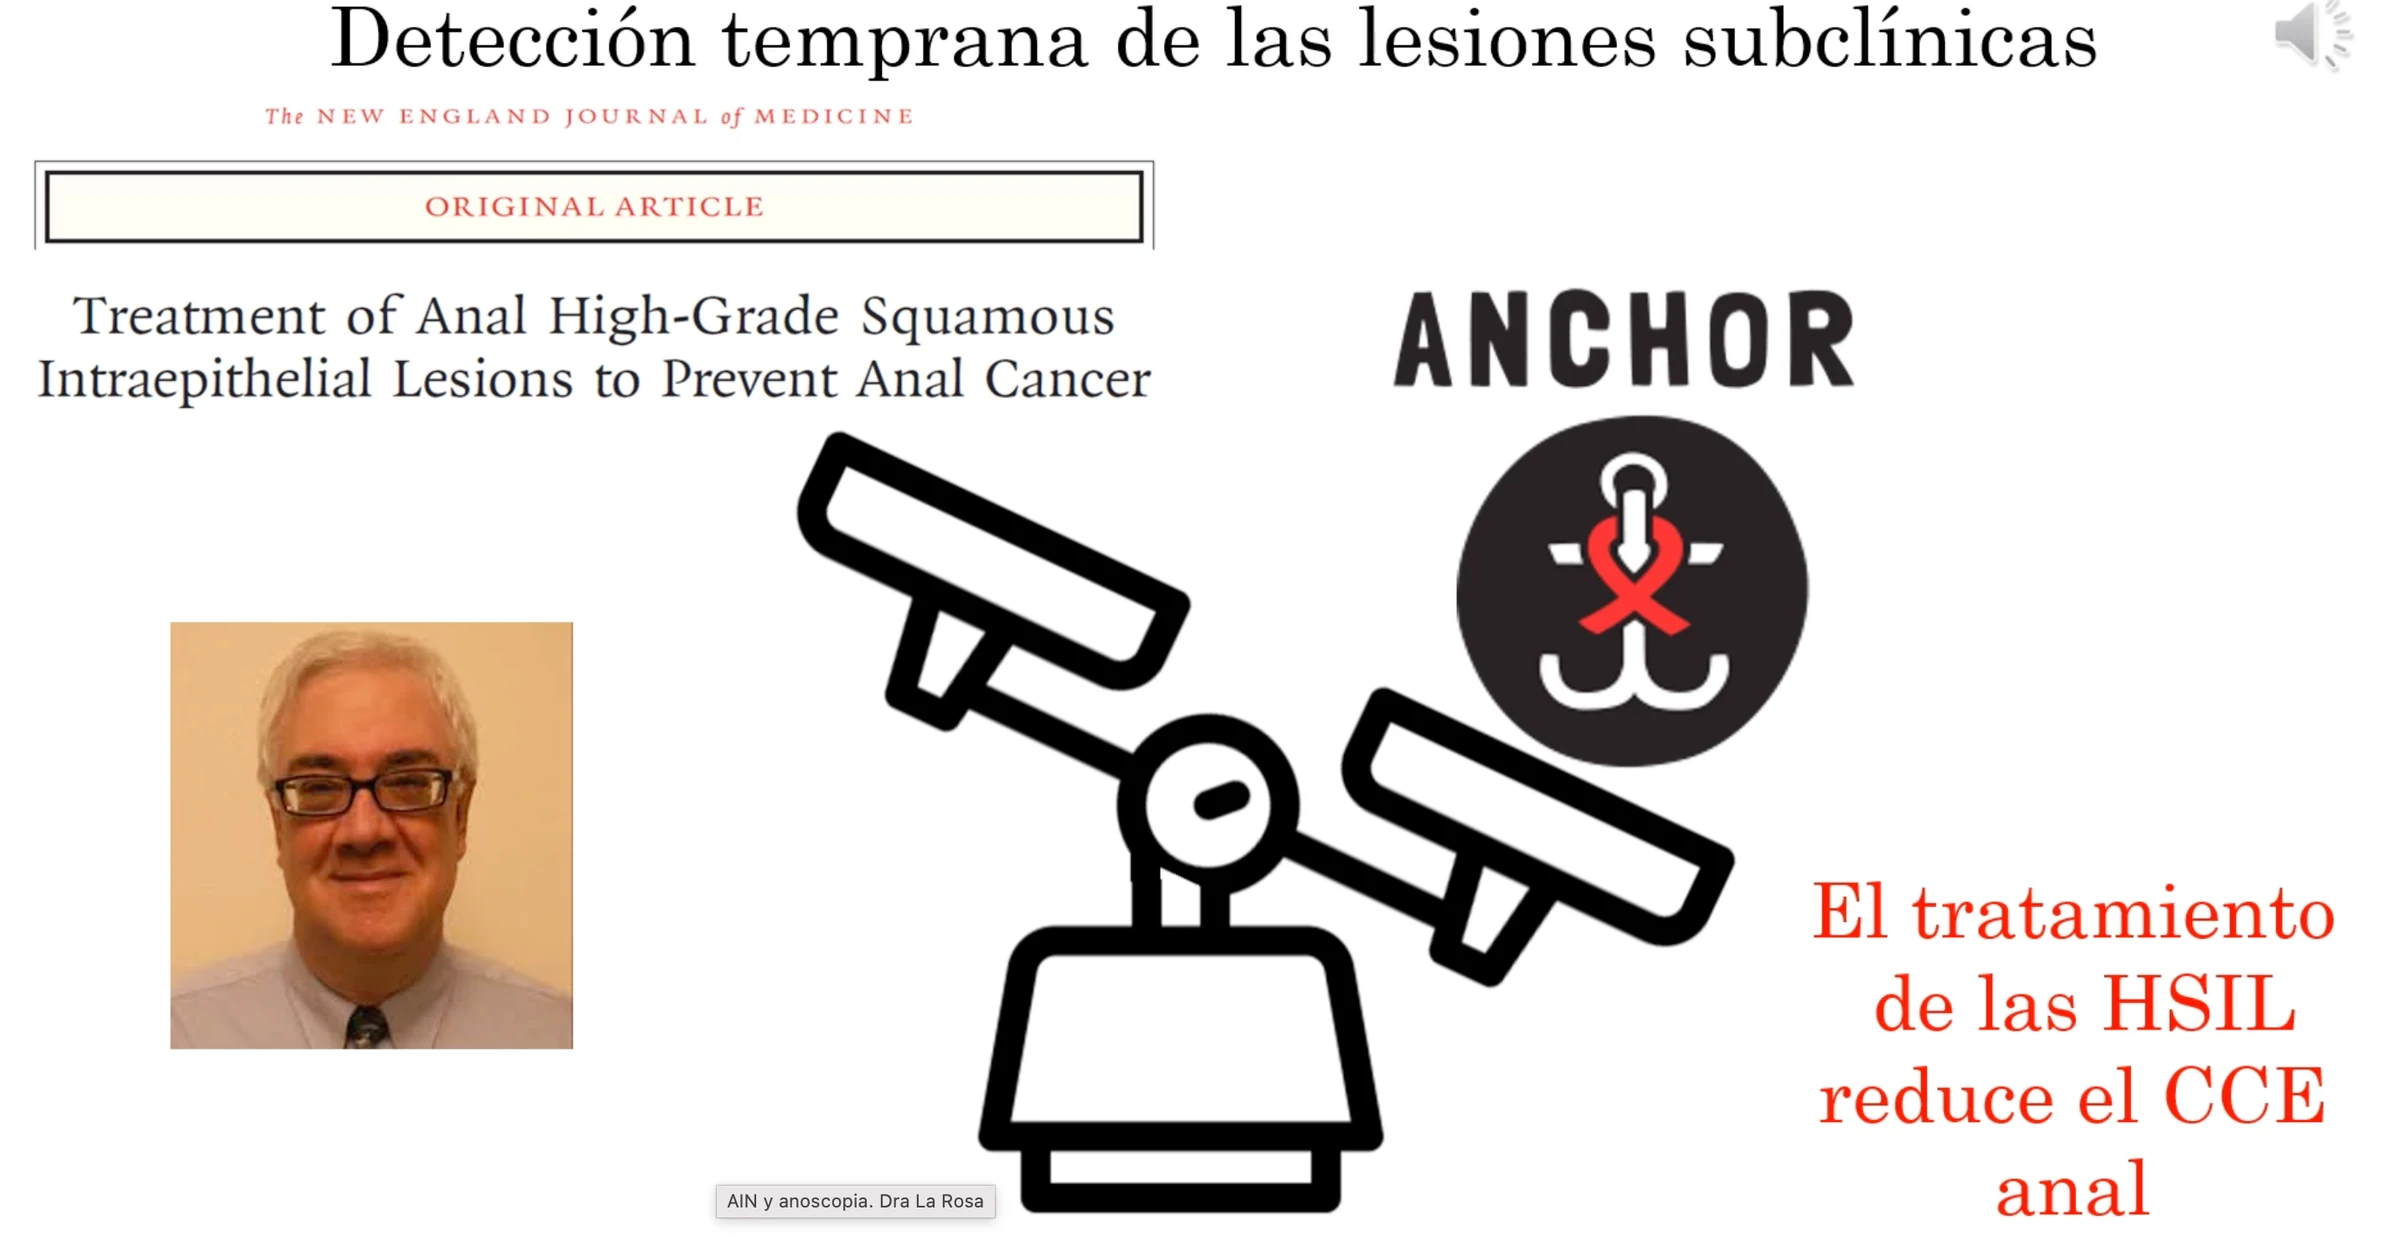 Detección temprana de las lesiones subclínicas
The NEW ENGLAND JOURNAL of MEDICINE
ORIGINAL ARTICLE
Treatment of Anal High-Grade Squamous
Intraepithelial Lesions to Prevent Anal Cancer
ANCHOR
El tratamiento
de las HSIL
reduce el CCE
anal
AIN y anoscopia. Dra La Rosa